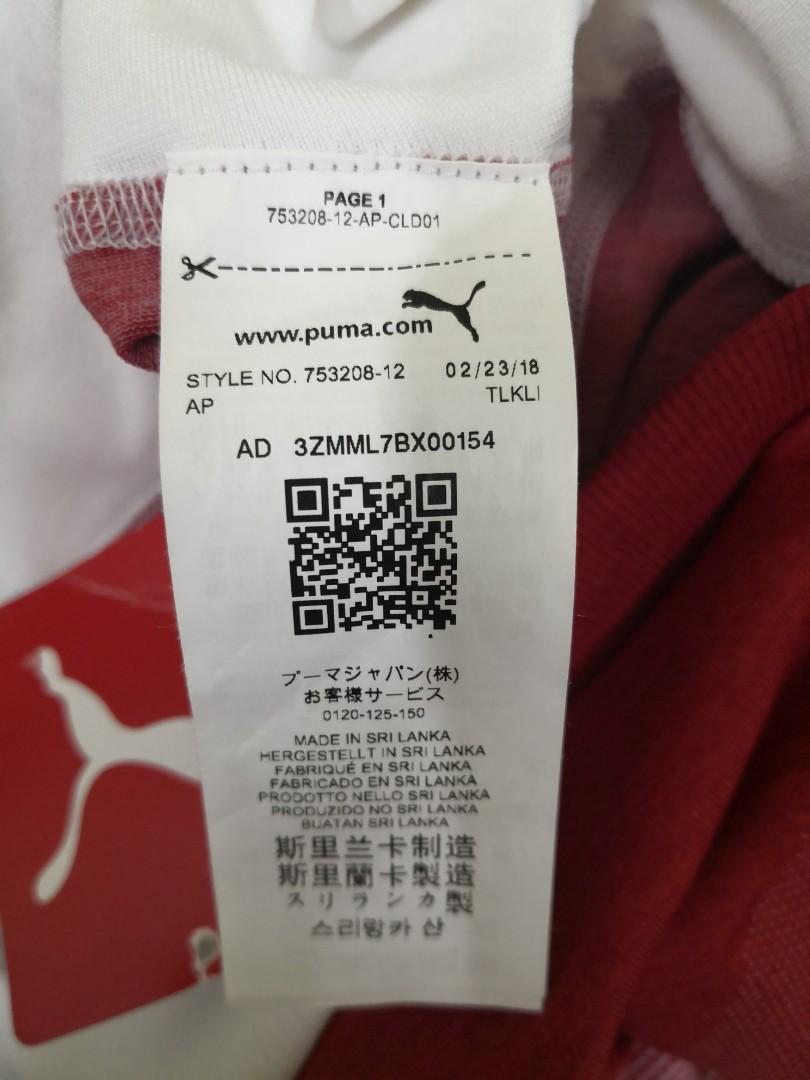 PAGE 1
753208-12-AP-CLD01
www.puma.com
STYLE NO. 753208-12 02/23/18
AP TLKLI
AD 3ZMML7BX00154
プーマジャパン(株)
お客様サービス
0120-125-150
MADE IN SRI LANKA
HERGESTELLT IN SRI LANKA
FABRIQUÉ EN SRI LANKA
FABRICADO EN SRI LANKA
PRODOTTO NELLO SRI LANKA
PRODUZIDO NO SRI LANKA
BUATAN SRI LANKA
斯里兰卡制造
斯里蘭卡製造
スリランカ製
스리랑카 산